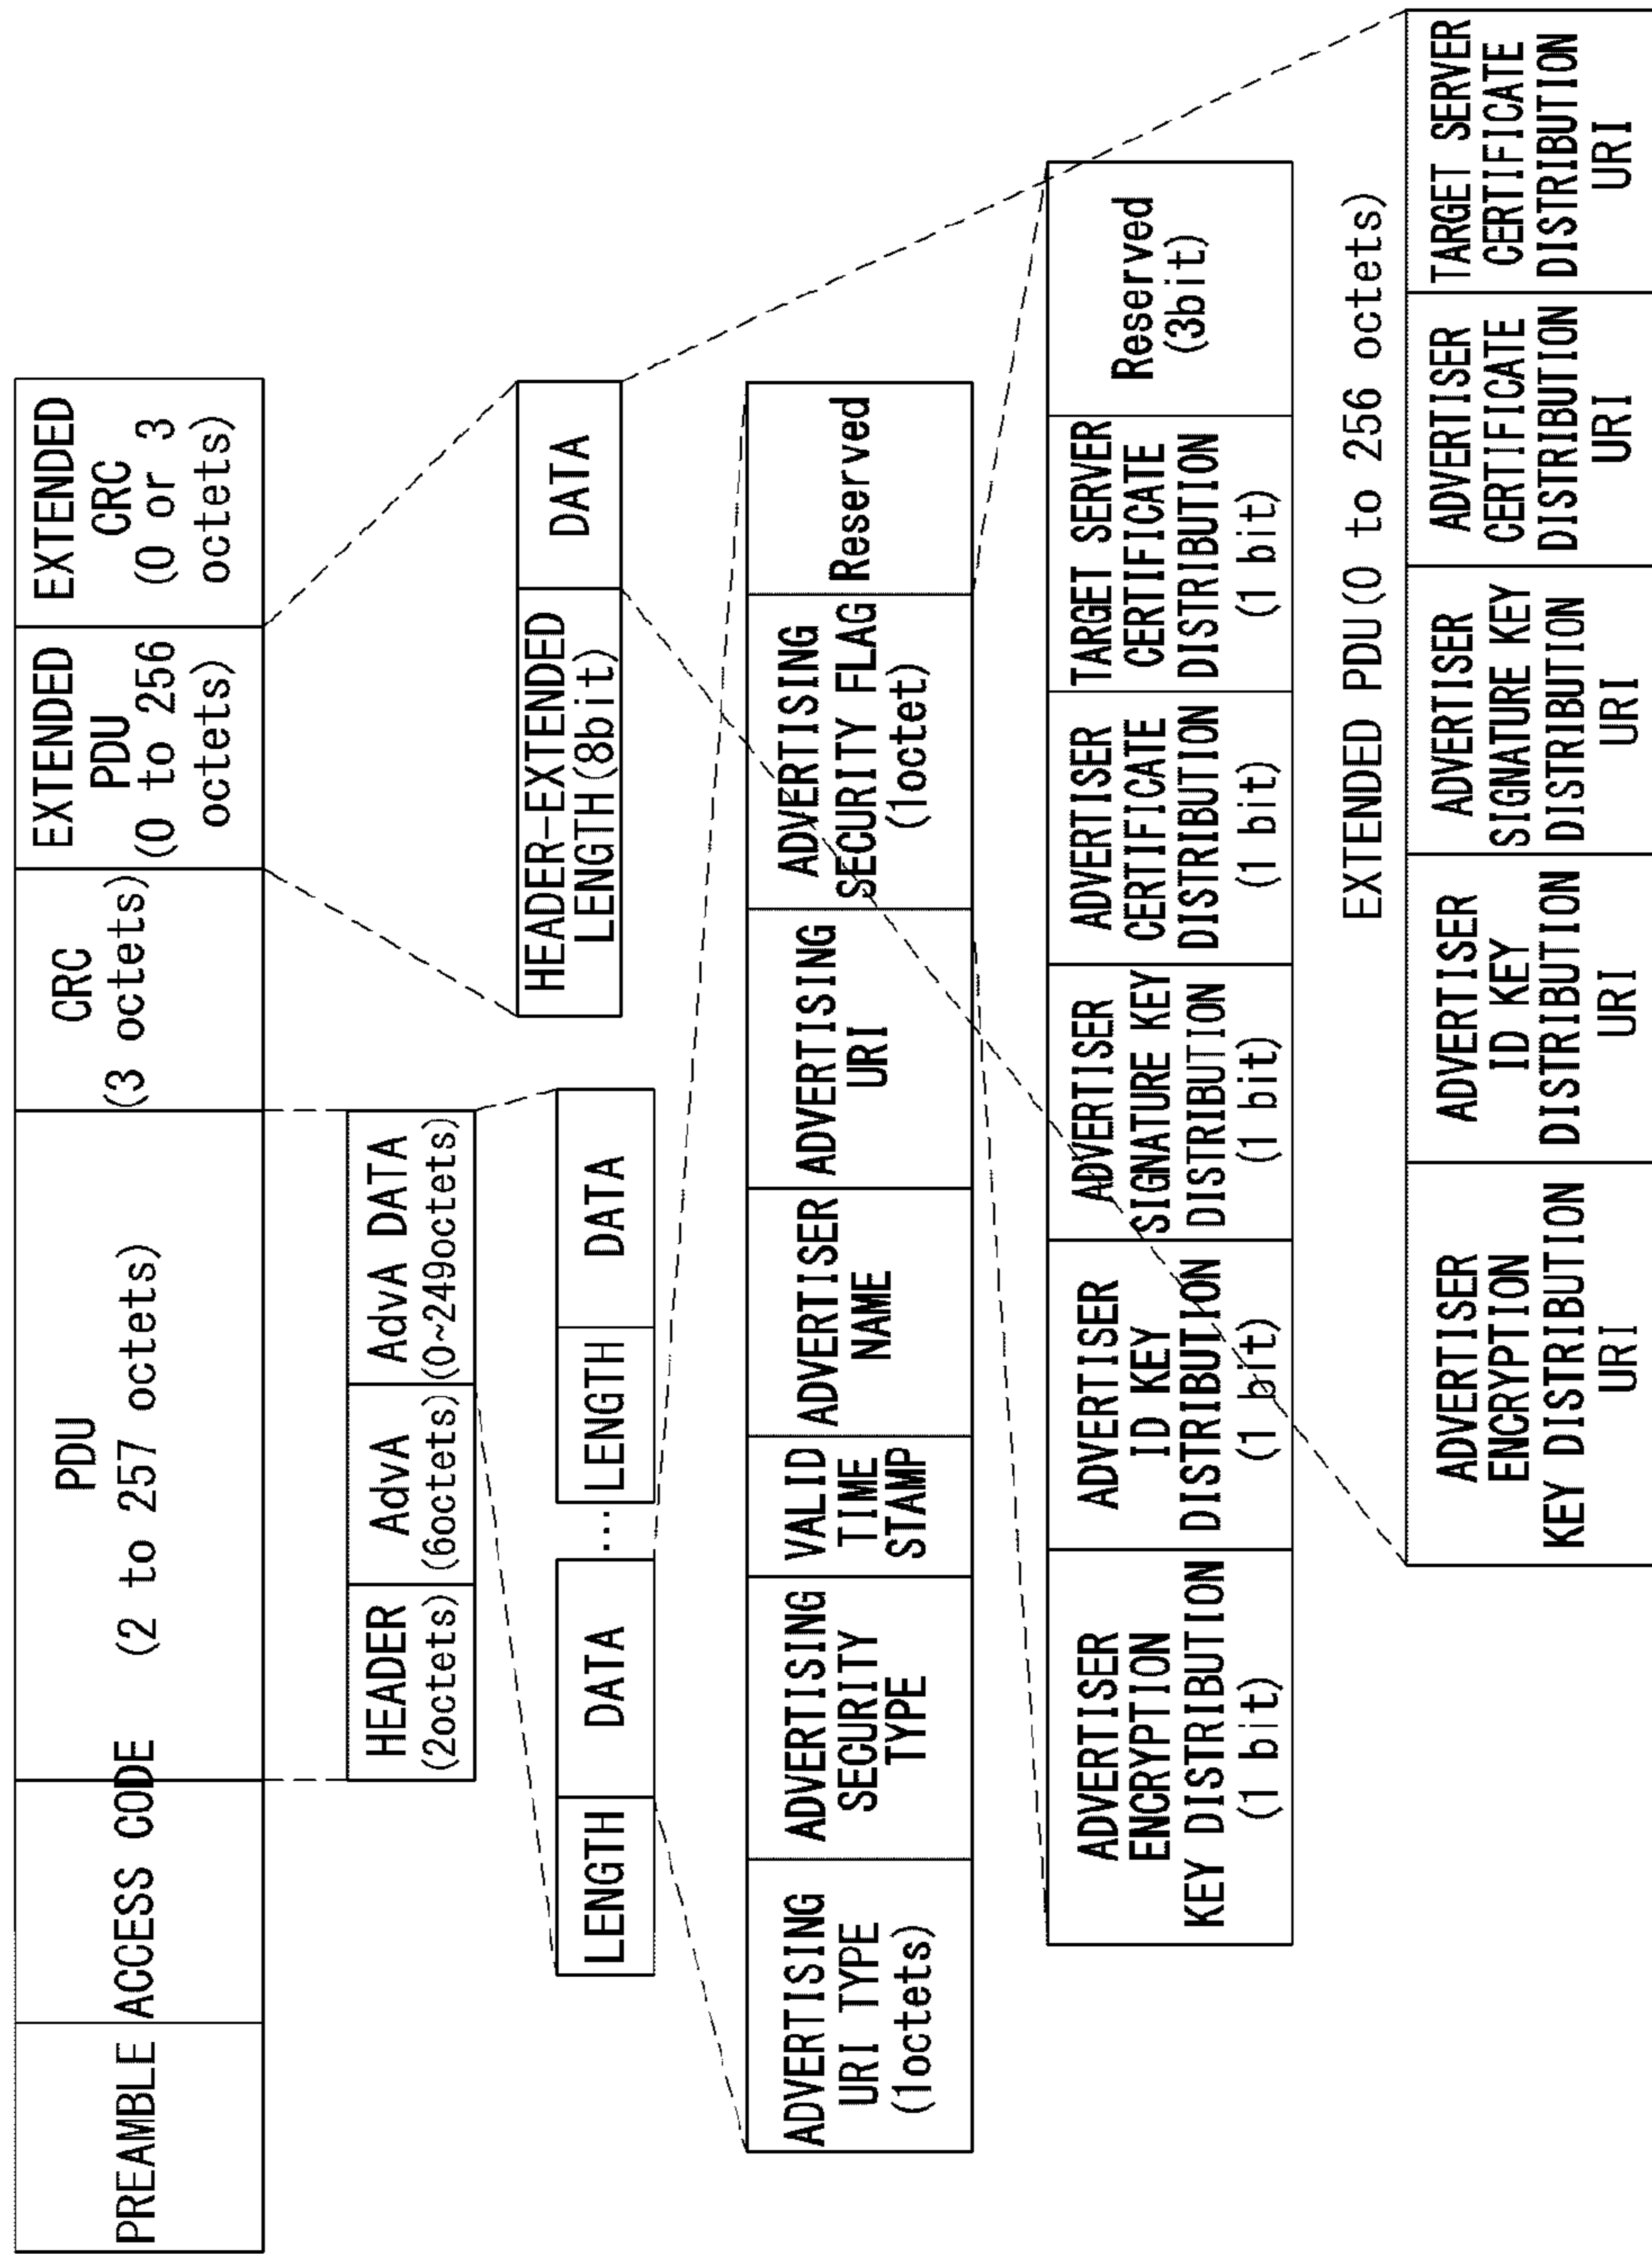 PREAMBLE
ACCESS CODE
PDU
(2 to 257 octets)
CRC
(3 octets)
EXTENDED
PDU
(0 to 256
octets)
EXTENDED
CRC
(0 or 3
octets)
HEADER
(2octets)
AdvA
(6octets)
AdvA DATA
(0~249octets)
HEADER-EXTENDED
LENGTH(8bit)
DATA
LENGTH
DATA
...
LENGTH
DATA
ADVERTISING
URI TYPE
(1octets)
ADVERTISING
SECURITY
TYPE
VALID
TIME
STAMP
ADVERTISER
NAME
ADVERTISING
URI
ADVERTISING
SECURITY FLAG
(1octet)
Reserved
ADVERTISER
ENCRYPTION
KEY DISTRIBUTION
(1 bit)
ADVERTISER
ID KEY
DISTRIBUTION
(1 bit)
ADVERTISER
SIGNATURE KEY
DISTRIBUTION
(1 bit)
ADVERTISER
CERTIFICATE
DISTRIBUTION
(1 bit)
TARGET SERVER
CERTIFICATE
DISTRIBUTION
(1 bit)
Reserved
(3bit)
EXTENDED PDU(0 to 256 octets)
ADVERTISER
ENCRYPTION
KEY DISTRIBUTION
URI
ADVERTISER
ID KEY
DISTRIBUTION
URI
ADVERTISER
SIGNATURE KEY
DISTRIBUTION
URI
ADVERTISER
CERTIFICATE
DISTRIBUTION
URI
TARGET SERVER
CERTIFICATE
DISTRIBUTION
URI